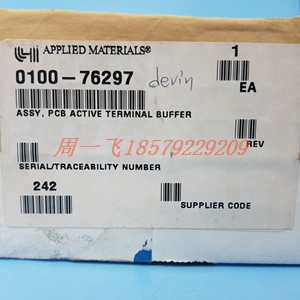 APPLIED MATERIALS® 1
0100-76297 devin EA
ASSY, PCB ACTIVE TERMINAL BUFFER
周一飞18579229209
REV
SERIAL/TRACEABILITY NUMBER
242
SUPPLIER CODE